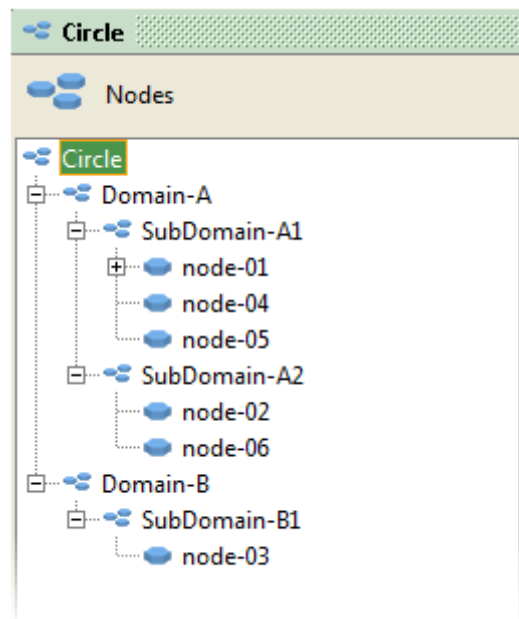 Circle
Nodes
Circle
Domain-A
SubDomain-A1
node-01
node-04
node-05
SubDomain-A2
node-02
node-06
Domain-B
SubDomain-B1
node-03